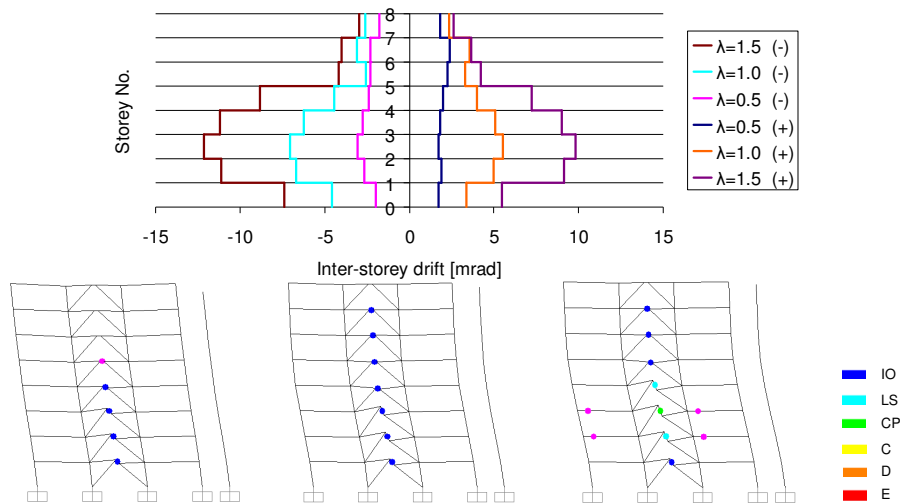 8
7
6
5
4
3
2
1
0
Storey No.
-15 -10 -5 0 5 10 15
Inter-storey drift [mrad]
λ=1.5 (-)
λ=1.0 (-)
λ=0.5 (-)
λ=0.5 (+)
λ=1.0 (+)
λ=1.5 (+)
IO
LS
CP
C
D
E